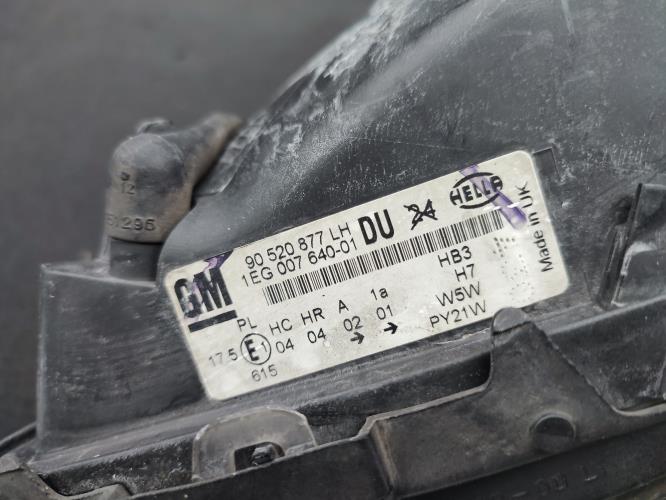 12
90 520 877 LH DU 24 HELLA
1EG 007 640-01
GM
HB3
H7
W5W
PY21W
Made in UK
PL HC HR A 1a
17.5 E1 04 04 02 01
→ →
615